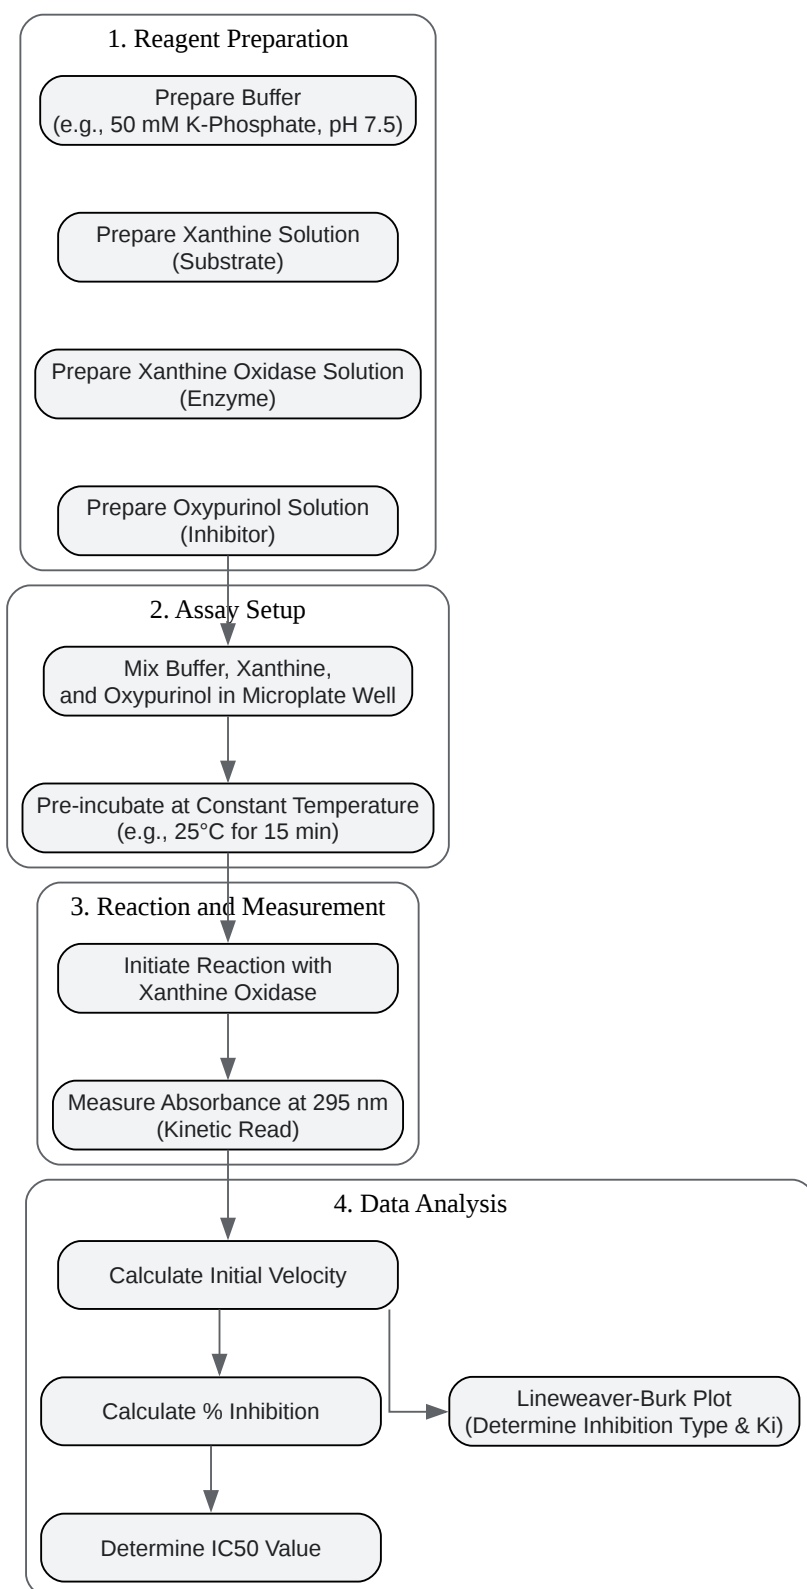 1. Reagent Preparation
Prepare Buffer
(e.g., 50 mM K-Phosphate, pH 7.5)
Prepare Xanthine Solution
(Substrate)
Prepare Xanthine Oxidase Solution
(Enzyme)
Prepare Oxypurinol Solution
(Inhibitor)
2. Assay Setup
Mix Buffer, Xanthine,
and Oxypurinol in Microplate Well
Pre-incubate at Constant Temperature
(e.g., 25°C for 15 min)
3. Reaction and Measurement
Initiate Reaction with
Xanthine Oxidase
Measure Absorbance at 295 nm
(Kinetic Read)
4. Data Analysis
Calculate Initial Velocity
Calculate % Inhibition
Lineweaver-Burk Plot
(Determine Inhibition Type & Ki)
Determine IC50 Value